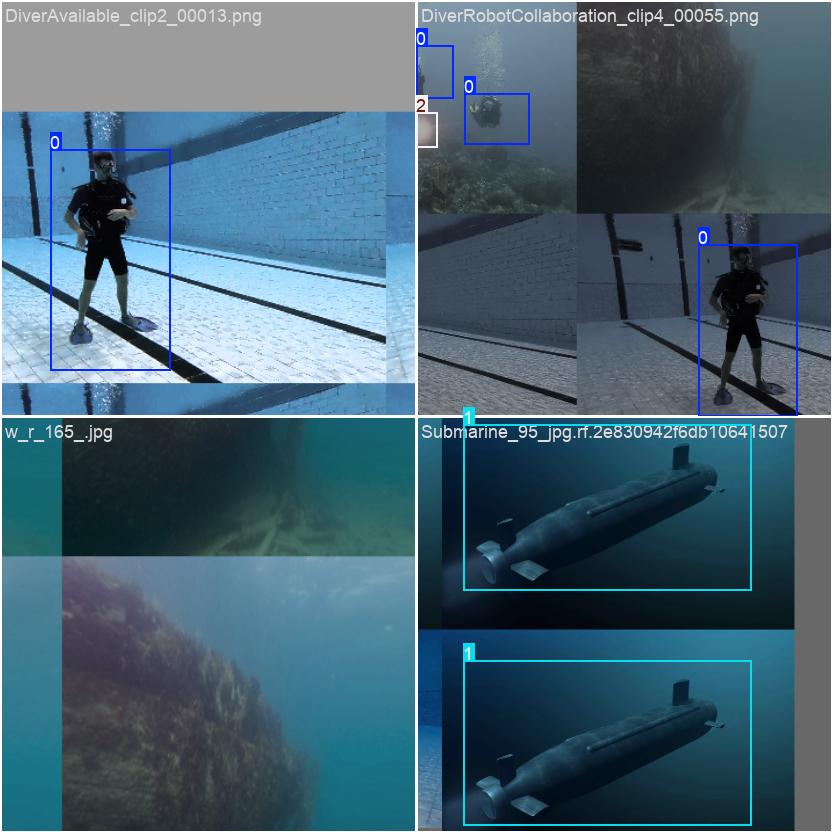 DiverAvailable_clip2_00013.png
DiverRobotCollaboration_clip4_00055.png
0
0
2
0
0
w_r_165_.jpg
1
Submarine_95_jpg.rf.2e830942f6db10641507
1